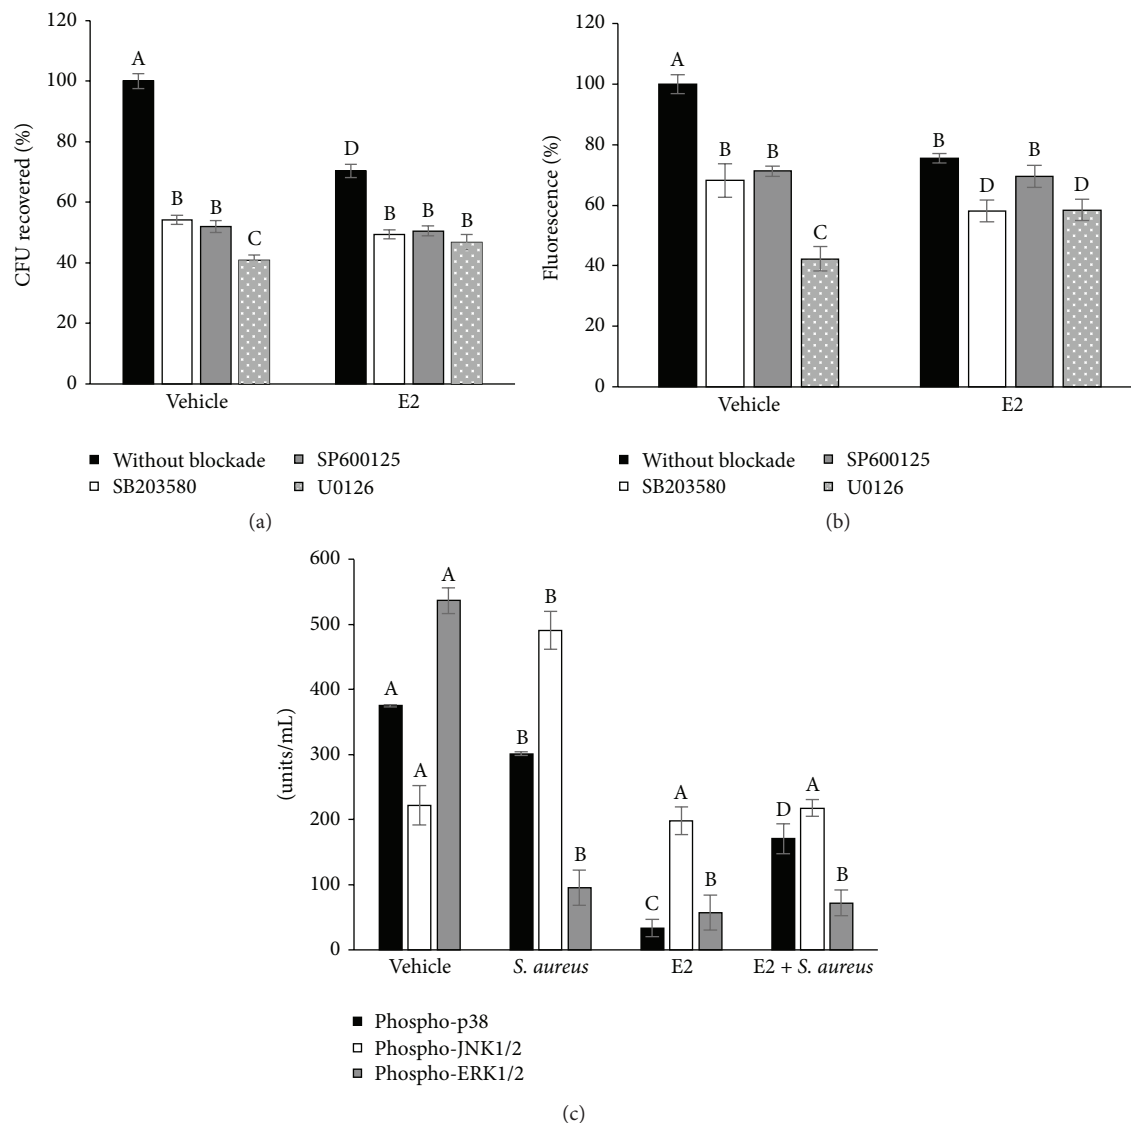 120
100
80
60
40
20
0
CFU recovered (%)
A
B
B
C
D
B
B
B
Vehicle
E2
Without blockade
SP600125
SB203580
U0126
(a)
120
100
80
60
40
20
0
Fluorescence (%)
A
B
B
C
B
D
B
D
Vehicle
E2
Without blockade
SP600125
SB203580
U0126
(b)
600
500
400
300
200
100
0
(units/mL)
A
A
A
B
B
B
C
A
B
D
A
B
Vehicle
S. aureus
E2
E2 + S. aureus
Phospho-p38
Phospho-JNK1/2
Phospho-ERK1/2
(c)